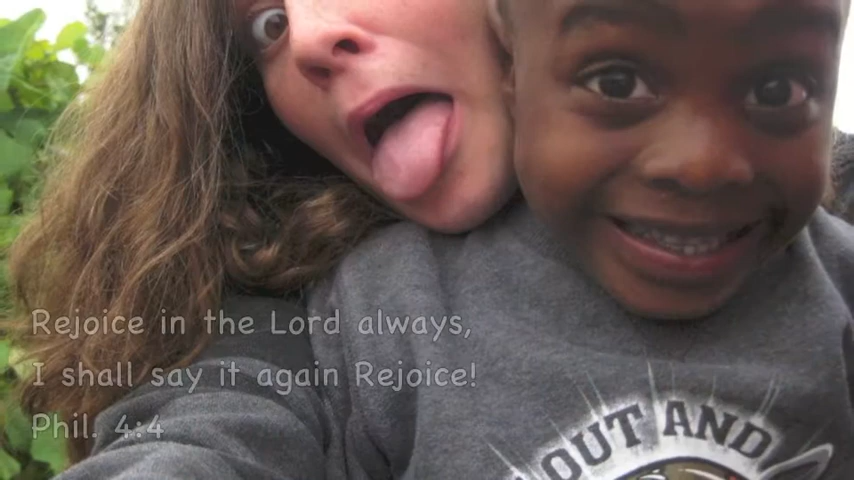 Rejoice in the Lord always,
I shall say it again Rejoice!
Phil. 4:4
OUT AND